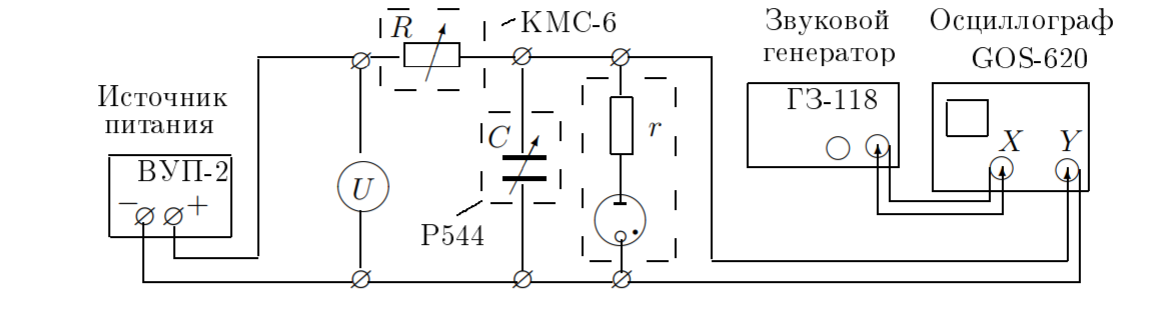 Источник
питания
ВУП-2
− +
U
R
КМС-6
C
Р544
r
Звуковой
генератор
ГЗ-118
Осциллограф
GOS-620
X Y